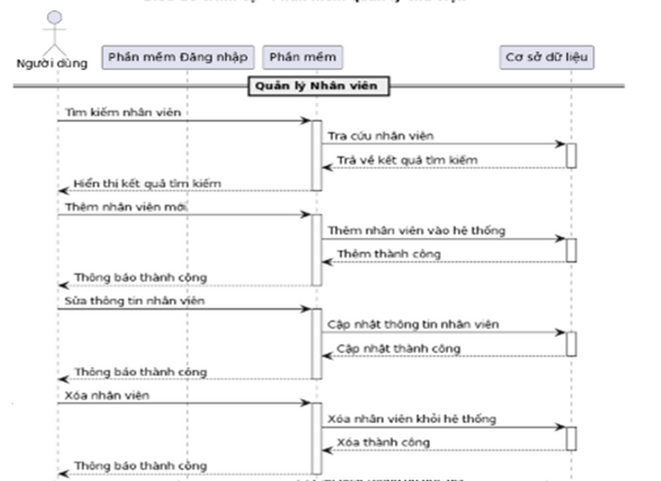 Người dùng
Phần mềm Đăng nhập
Phần mềm
Cơ sở dữ liệu
Quản lý Nhân viên
Tìm kiếm nhân viên
Tra cứu nhân viên
Trả về kết quả tìm kiếm
Hiển thị kết quả tìm kiếm
Thêm nhân viên mới
Thêm nhân viên vào hệ thống
Thêm thành công
Thông báo thành công
Sửa thông tin nhân viên
Cập nhật thông tin nhân viên
Cập nhật thành công
Thông báo thành công
Xóa nhân viên
Xóa nhân viên khỏi hệ thống
Xóa thành công
Thông báo thành công